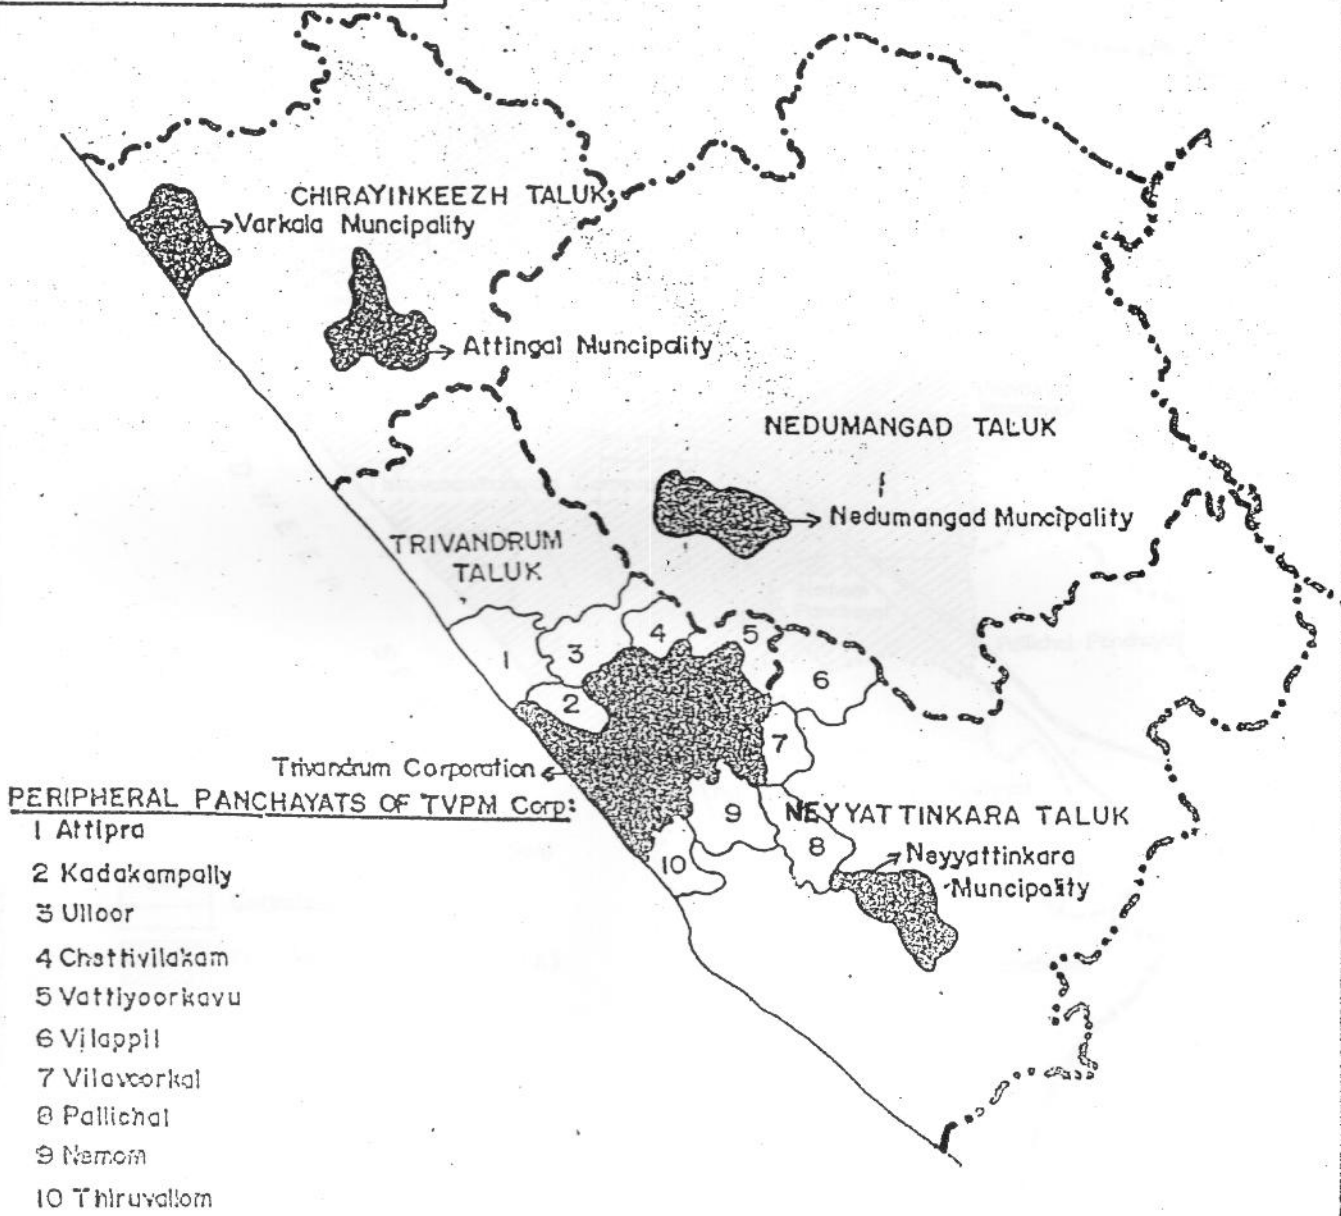 CHIRAYINKEEZH TALUK
Varkala Muncipality
Attingal Muncipality
NEDUMANGAD TALUK
Nedumangad Muncipality
TRIVANDRUM
TALUK
1
2
3
4
5
6
7
8
9
10
Trivandrum Corporation
NEYYATTINKARA TALUK
Neyyattinkara
Muncipality
PERIPHERAL PANCHAYATS OF TVPM Corp:
1 Attipra
2 Kadakampally
3 Ulloor
4 Chettivilakam
5 Vattiyoorkavu
6 Vilappil
7 Vilavoorkal
8 Pallichal
9 Nemom
10 Thiruvallom